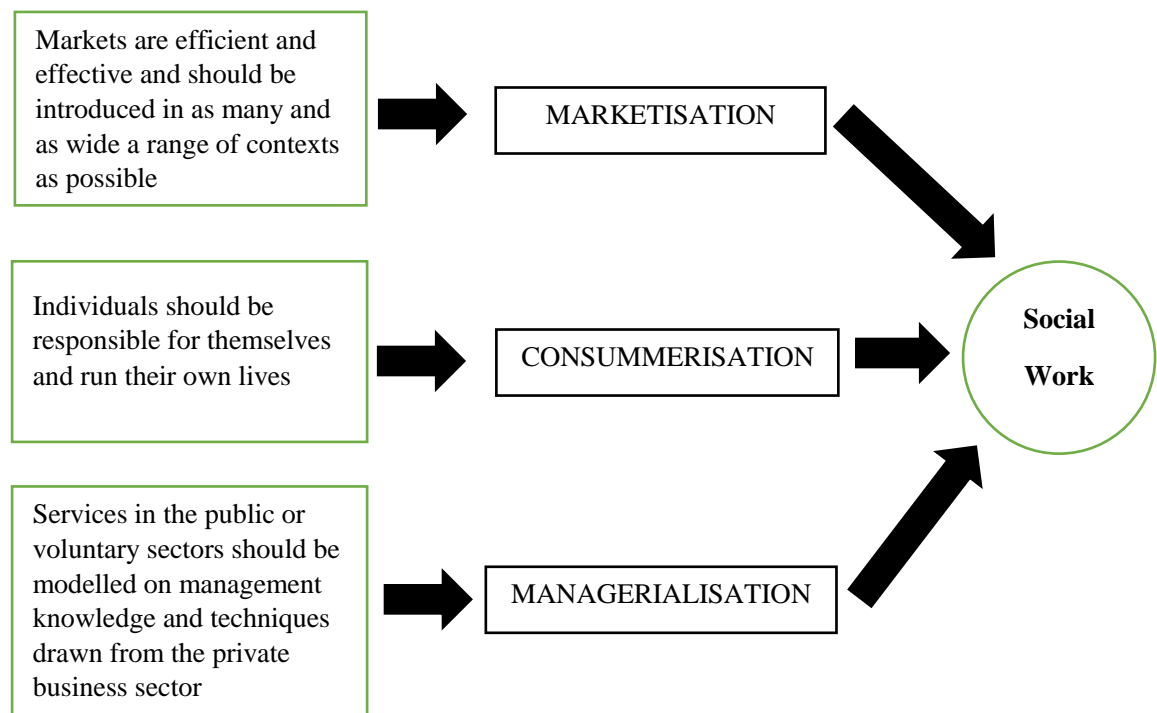 Markets are efficient and
effective and should be
introduced in as many and
as wide a range of contexts
as possible
MARKETISATION
Individuals should be
responsible for themselves
and run their own lives
CONSUMMERISATION
Social
Work
Services in the public or
voluntary sectors should be
modelled on management
knowledge and techniques
drawn from the private
business sector
MANAGERIALISATION